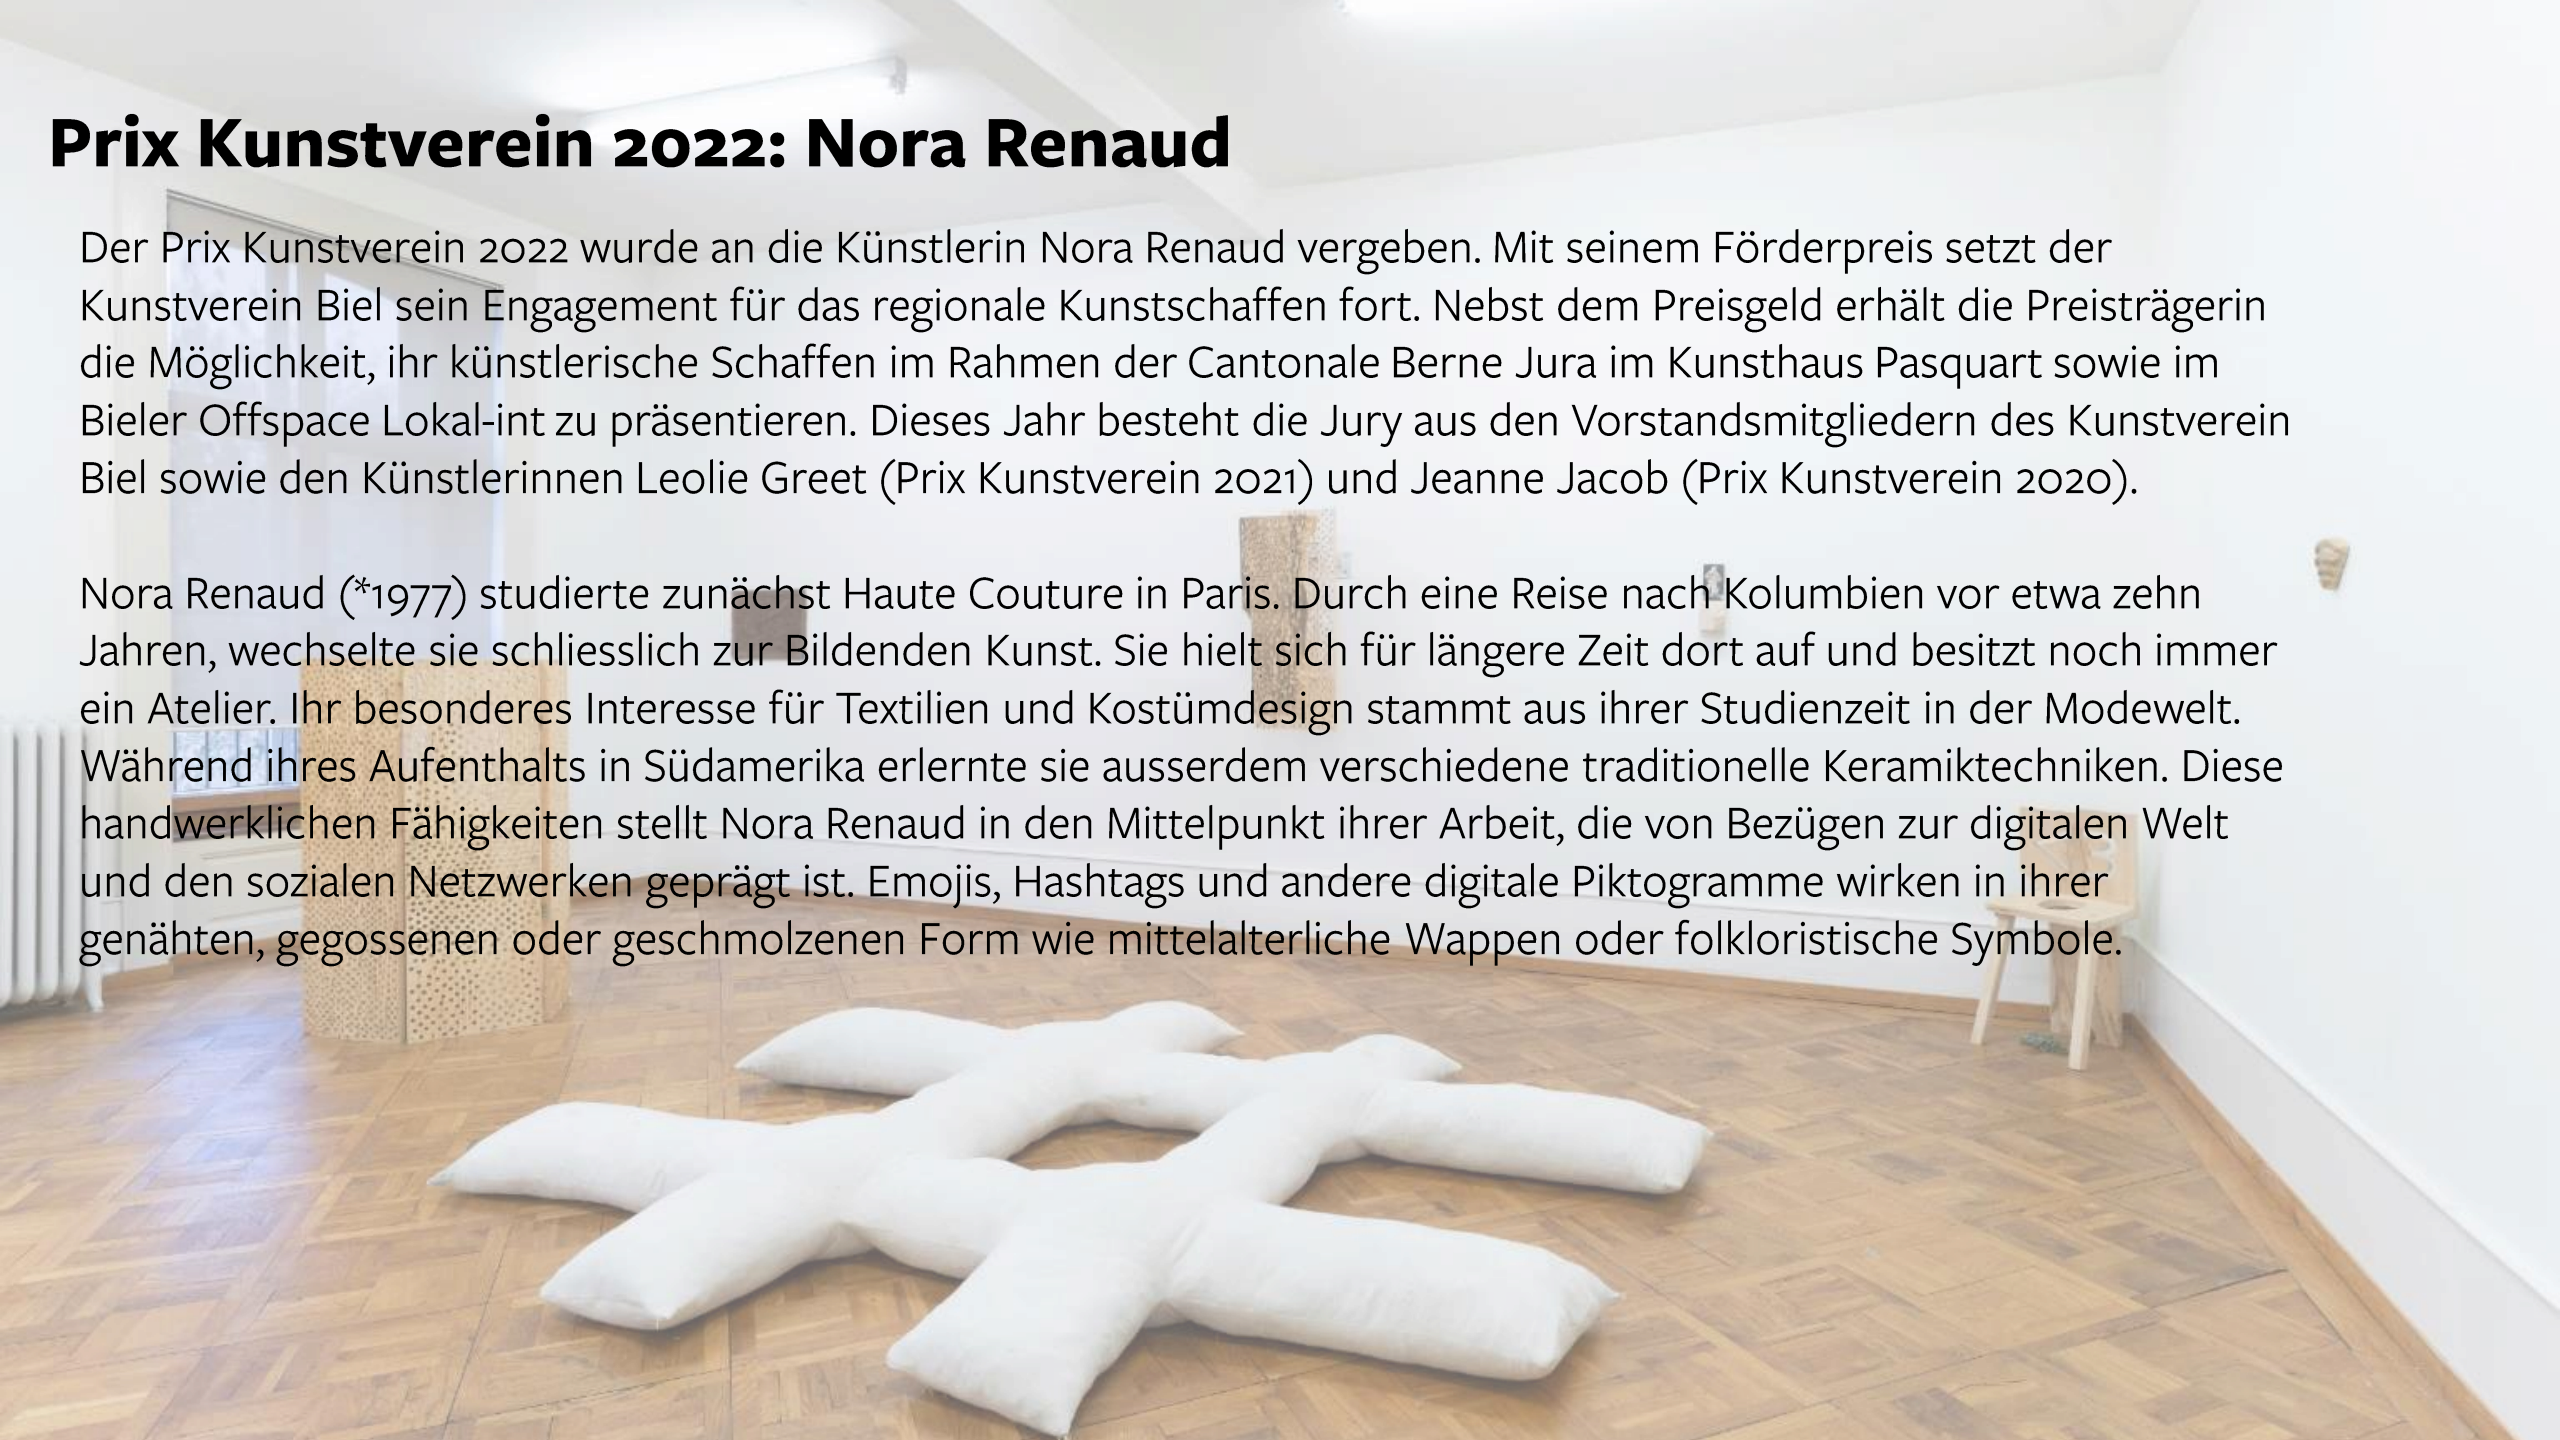 Prix Kunstverein 2022: Nora Renaud
Der Prix Kunstverein 2022 wurde an die Künstlerin Nora Renaud vergeben. Mit seinem Förderpreis setzt der
Kunstverein Biel sein Engagement für das regionale Kunstschaffen fort. Nebst dem Preisgeld erhält die Preisträgerin
die Möglichkeit, ihr künstlerische Schaffen im Rahmen der Cantonale Berne Jura im Kunsthaus Pasquart sowie im
Bieler Offspace Lokal-int zu präsentieren. Dieses Jahr besteht die Jury aus den Vorstandsmitgliedern des Kunstverein
Biel sowie den Künstlerinnen Leolie Greet (Prix Kunstverein 2021) und Jeanne Jacob (Prix Kunstverein 2020).
Nora Renaud (*1977) studierte zunächst Haute Couture in Paris. Durch eine Reise nach Kolumbien vor etwa zehn
Jahren, wechselte sie schliesslich zur Bildenden Kunst. Sie hielt sich für längere Zeit dort auf und besitzt noch immer
ein Atelier. Ihr besonderes Interesse für Textilien und Kostümdesign stammt aus ihrer Studienzeit in der Modewelt.
Während ihres Aufenthalts in Südamerika erlernte sie ausserdem verschiedene traditionelle Keramiktechniken. Diese
handwerklichen Fähigkeiten stellt Nora Renaud in den Mittelpunkt ihrer Arbeit, die von Bezügen zur digitalen Welt
und den sozialen Netzwerken geprägt ist. Emojis, Hashtags und andere digitale Piktogramme wirken in ihrer
genähten, gegossenen oder geschmolzenen Form wie mittelalterliche Wappen oder folkloristische Symbole.